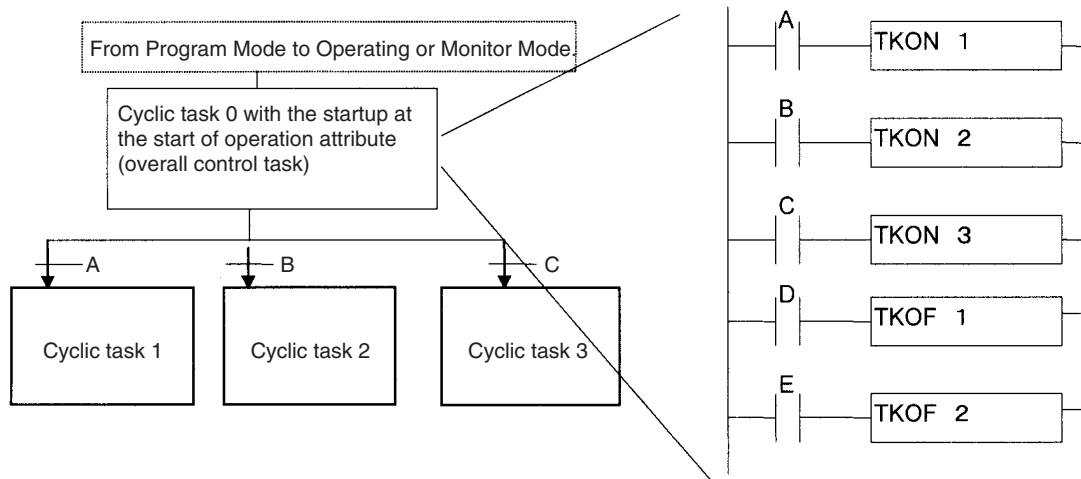 From Program Mode to Operating or Monitor Mode.
Cyclic task 0 with the startup at
the start of operation attribute
(overall control task)
A
B
C
Cyclic task 1
Cyclic task 2
Cyclic task 3
A
TKON 1
B
TKON 2
C
TKON 3
D
TKOF 1
E
TKOF 2